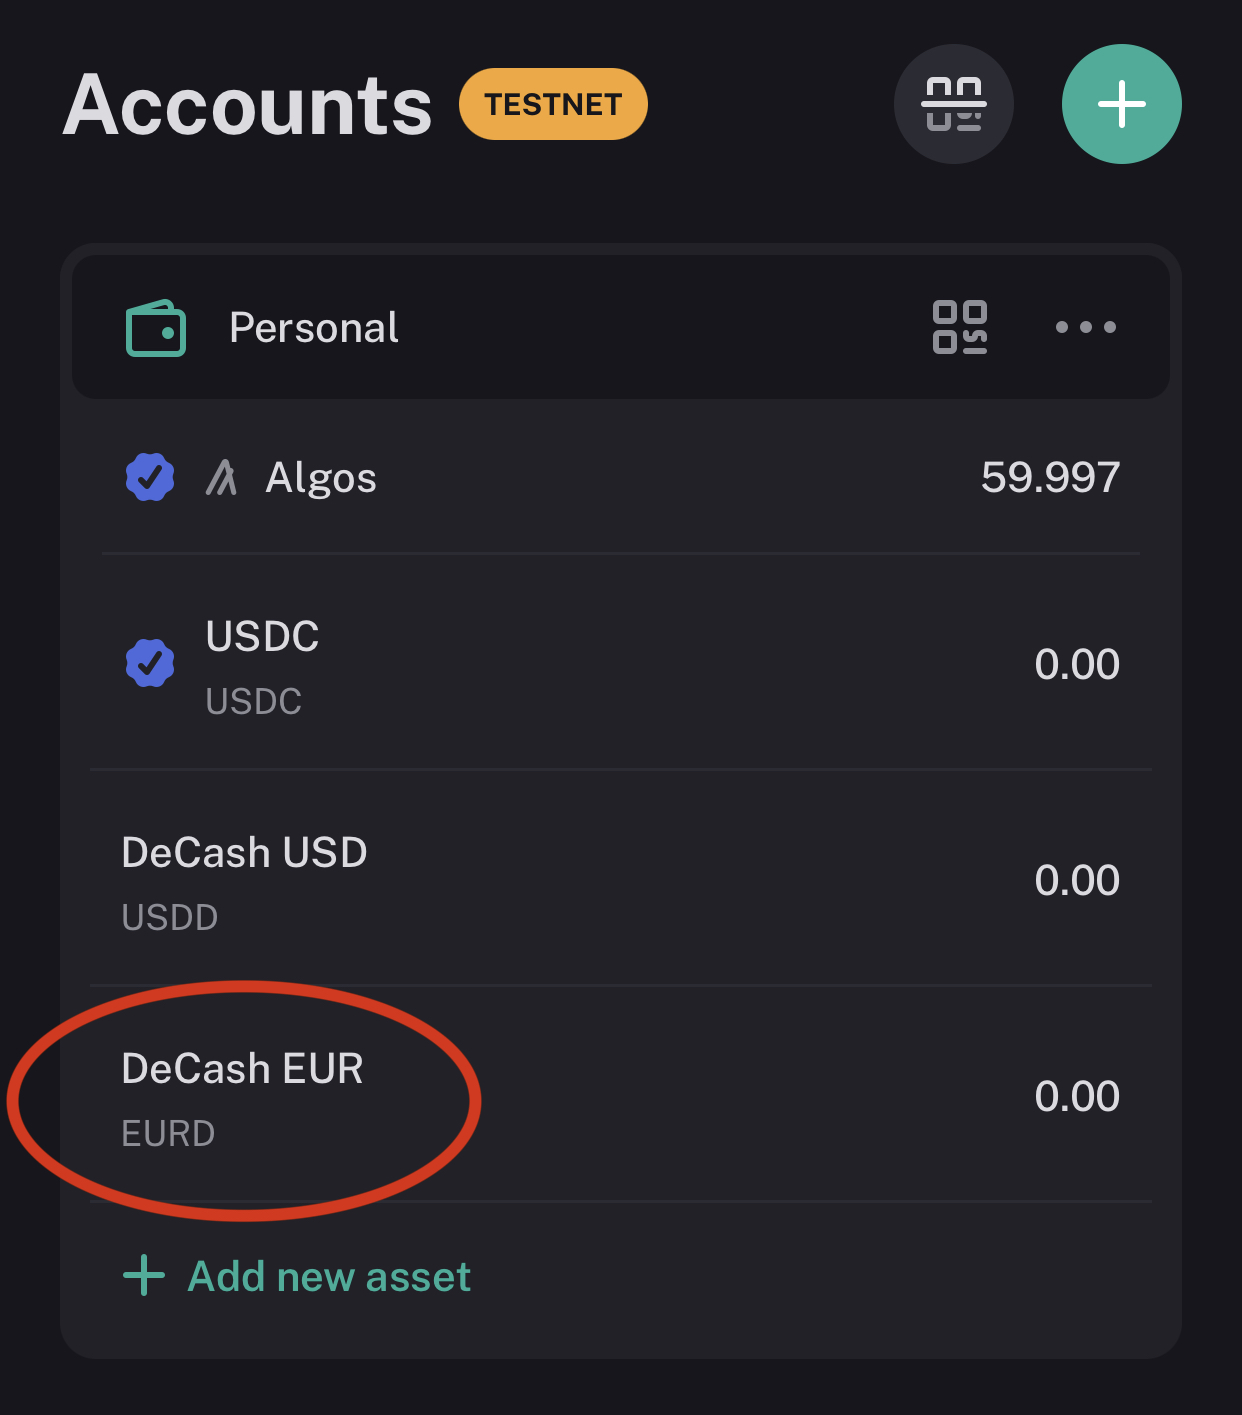 Accounts TESTNET
Personal
Algos 59.997
USDC
USDC
0.00
DeCash USD
USDD
0.00
DeCash EUR
EURD
0.00
Add new asset